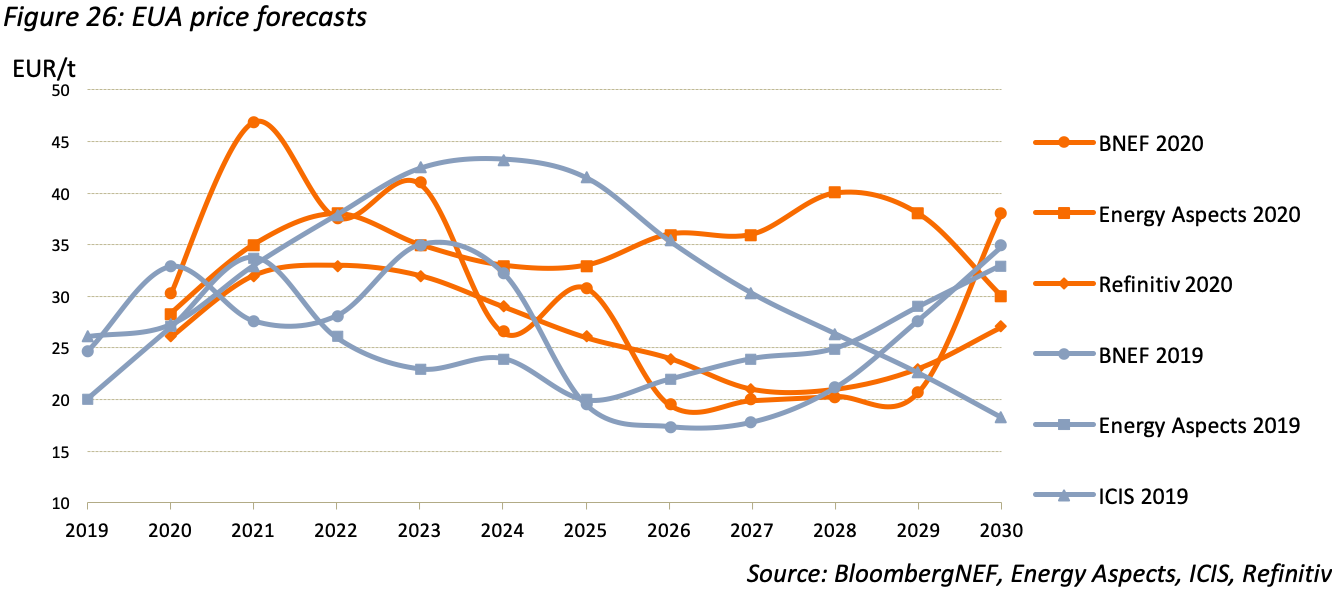 Figure 26: EUA price forecasts
EUR/t
50
45
40
35
30
25
20
15
10
2019 2020 2021 2022 2023 2024 2025 2026 2027 2028 2029 2030
BNEF 2020
Energy Aspects 2020
Refinitiv 2020
BNEF 2019
Energy Aspects 2019
ICIS 2019
Source: BloombergNEF, Energy Aspects, ICIS, Refinitiv